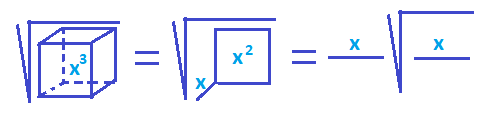 √x³ = √x x² = x √x